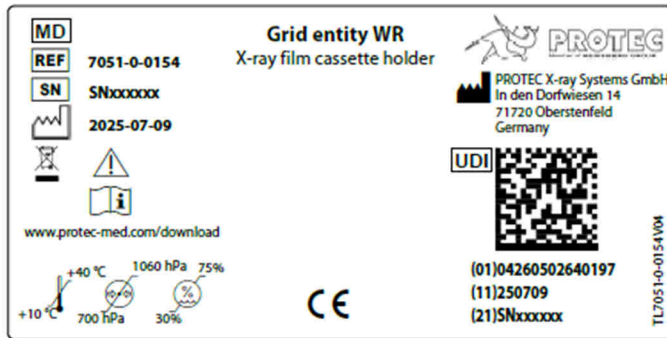 MD
REF 7051-0-0154
SN SNxxxxxx
2025-07-09
www.protec-med.com/download
+10 °C +40 °C
700 hPa 1060 hPa
30% % 75%
Grid entity WR
X-ray film cassette holder
CE
PROTEC
PROTEC X-ray Systems GmbH
In den Dorfwiesen 14
71720 Oberstenfeld
Germany
UDI
(01)04260502640197
(11)250709
(21)SNxxxxxx
TL7051-0-0154V04